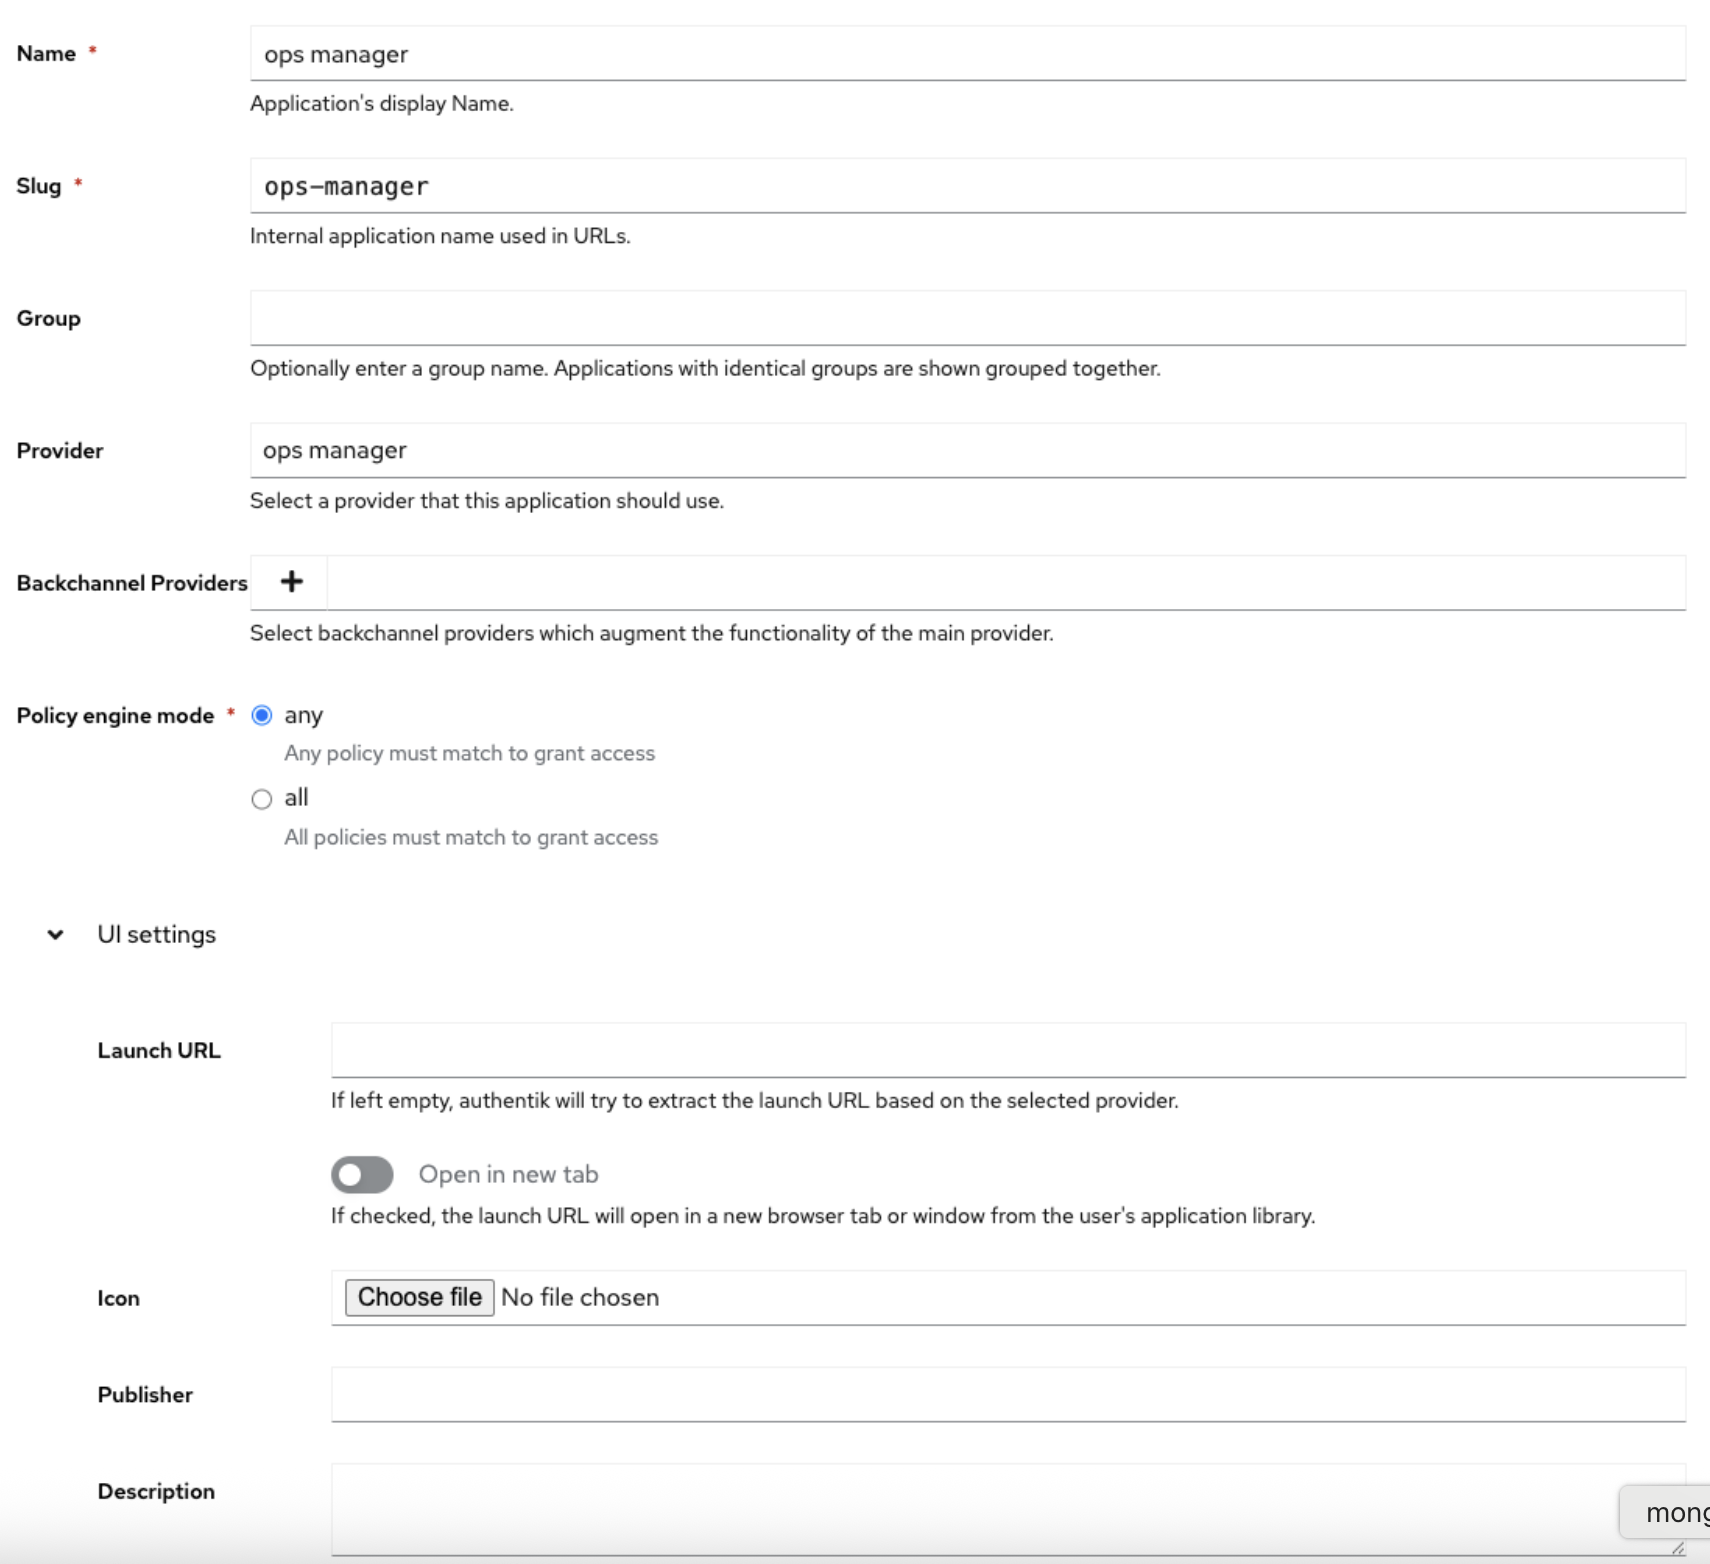 Name *
ops manager
Application's display Name.
Slug *
ops-manager
Internal application name used in URLs.
Group
Optionally enter a group name. Applications with identical groups are shown grouped together.
Provider
ops manager
Select a provider that this application should use.
Backchannel Providers
+
Select backchannel providers which augment the functionality of the main provider.
Policy engine mode *
any
Any policy must match to grant access
all
All policies must match to grant access
UI settings
Launch URL
If left empty, authentik will try to extract the launch URL based on the selected provider.
Open in new tab
If checked, the launch URL will open in a new browser tab or window from the user's application library.
Icon
Choose file No file chosen
Publisher
Description